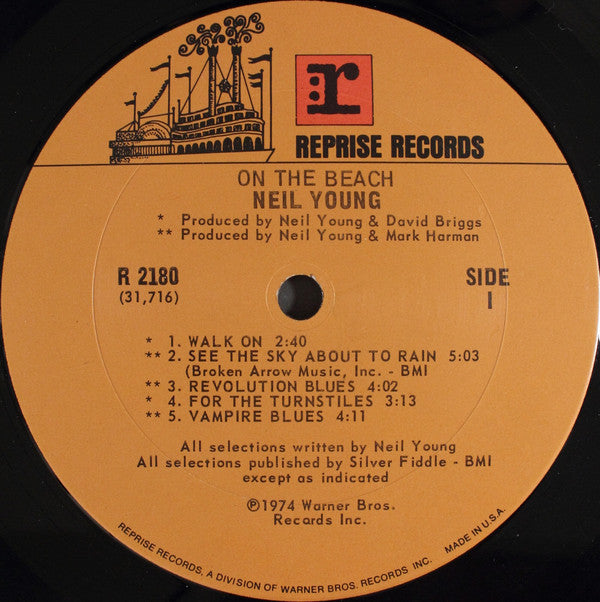 r
REPRISE RECORDS
ON THE BEACH
NEIL YOUNG
* Produced by Neil Young & David Briggs
** Produced by Neil Young & Mark Harman
R 2180
(31,716)
SIDE
1
* 1. WALK ON 2:40
** 2. SEE THE SKY ABOUT TO RAIN 5:03
(Broken Arrow Music, Inc. - BMI
** 3. REVOLUTION BLUES 4:02
* 4. FOR THE TURNSTILES 3:13
** 5. VAMPIRE BLUES 4:11
All selections written by Neil Young
All selections published by Silver Fiddle - BMI
except as indicated
℗1974 Warner Bros.
Records Inc.
REPRISE RECORDS, A DIVISION OF WARNER BROS. RECORDS INC. MADE IN U.S.A.